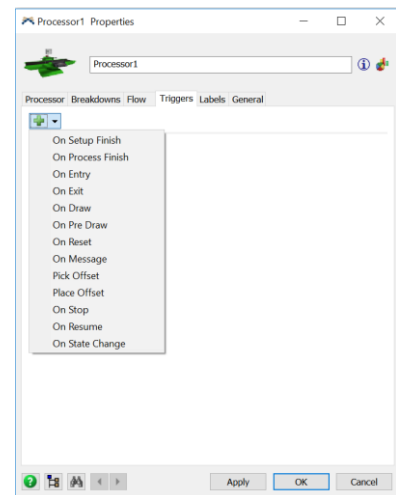 Processor1 Properties
Processor1
Processor Breakdowns Flow Triggers Labels General
On Setup Finish
On Process Finish
On Entry
On Exit
On Draw
On Pre Draw
On Reset
On Message
Pick Offset
Place Offset
On Stop
On Resume
On State Change
Apply OK Cancel